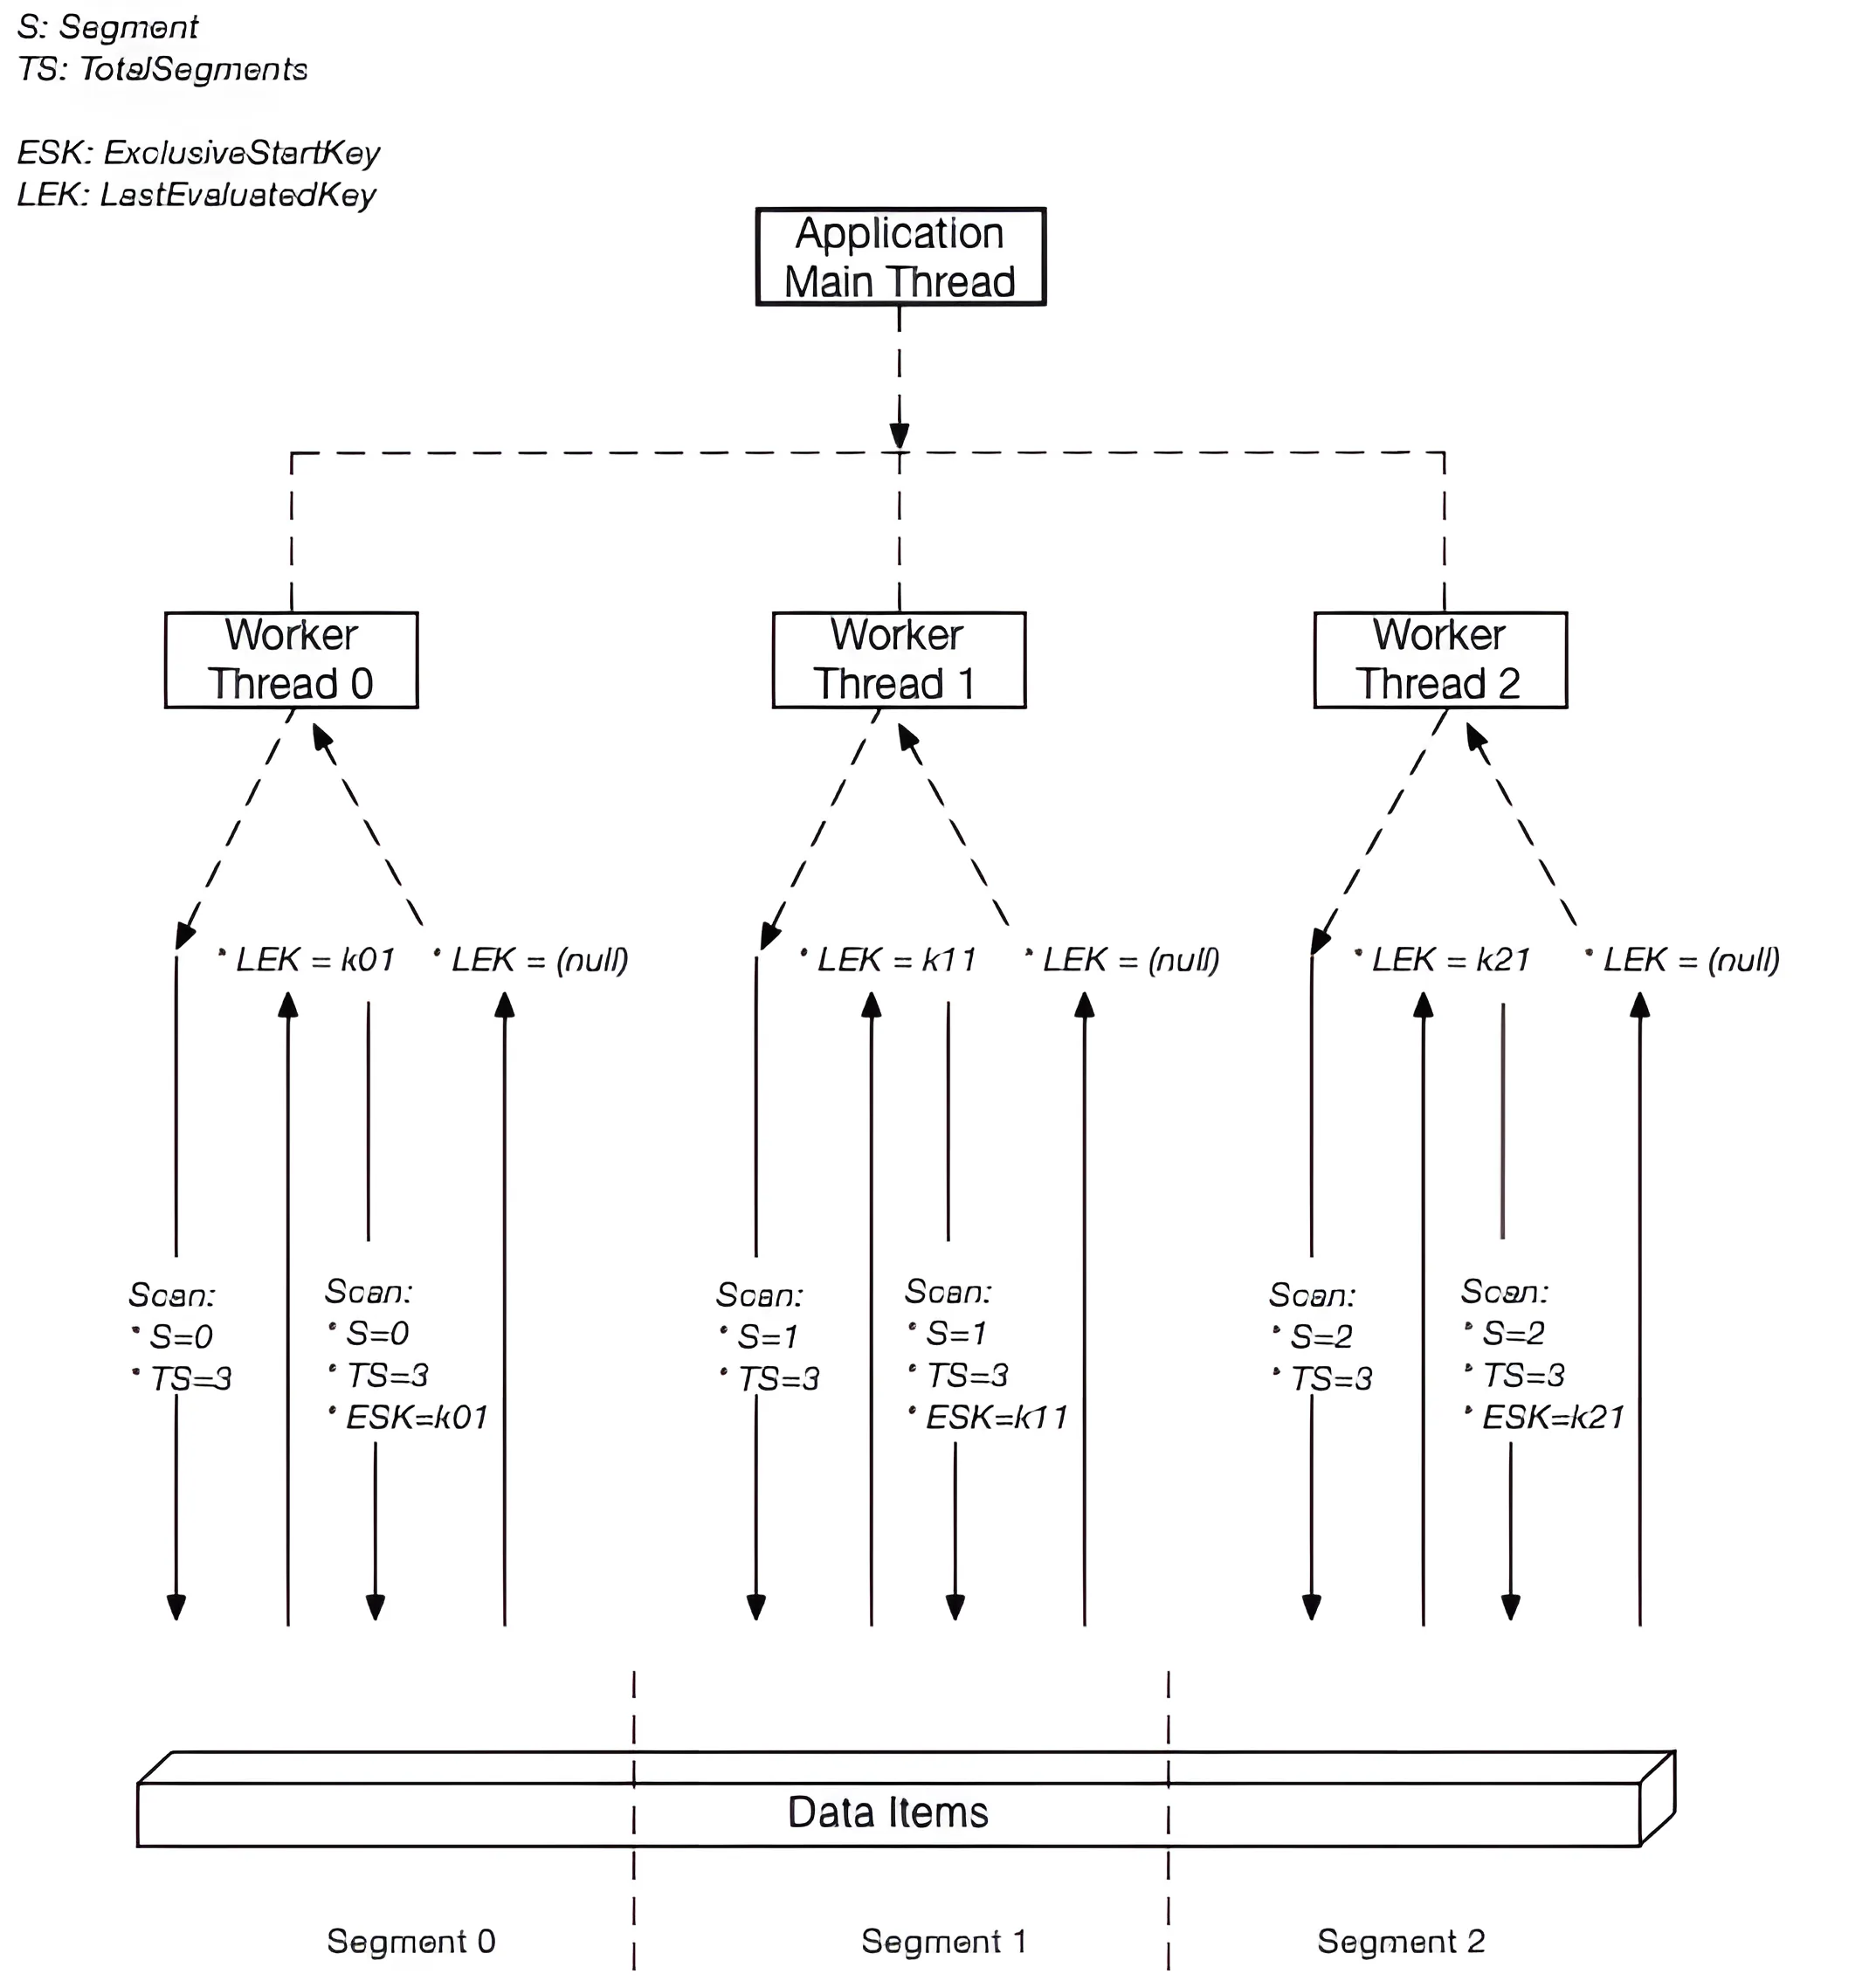 S: Segment
TS: TotalSegments
ESK: ExclusiveStartKey
LEK: LastEvaluatedKey
Application
Main Thread
Worker
Thread 0
Worker
Thread 1
Worker
Thread 2
• LEK = k01
• LEK = (null)
• LEK = k11
• LEK = (null)
• LEK = k21
• LEK = (null)
Scan:
• S=0
• TS=3
Scan:
• S=0
• TS=3
• ESK=k01
Scan:
• S=1
• TS=3
Scan:
• S=1
• TS=3
• ESK=k11
Scan:
• S=2
• TS=3
Scan:
• S=2
• TS=3
• ESK=k21
Data Items
Segment 0
Segment 1
Segment 2